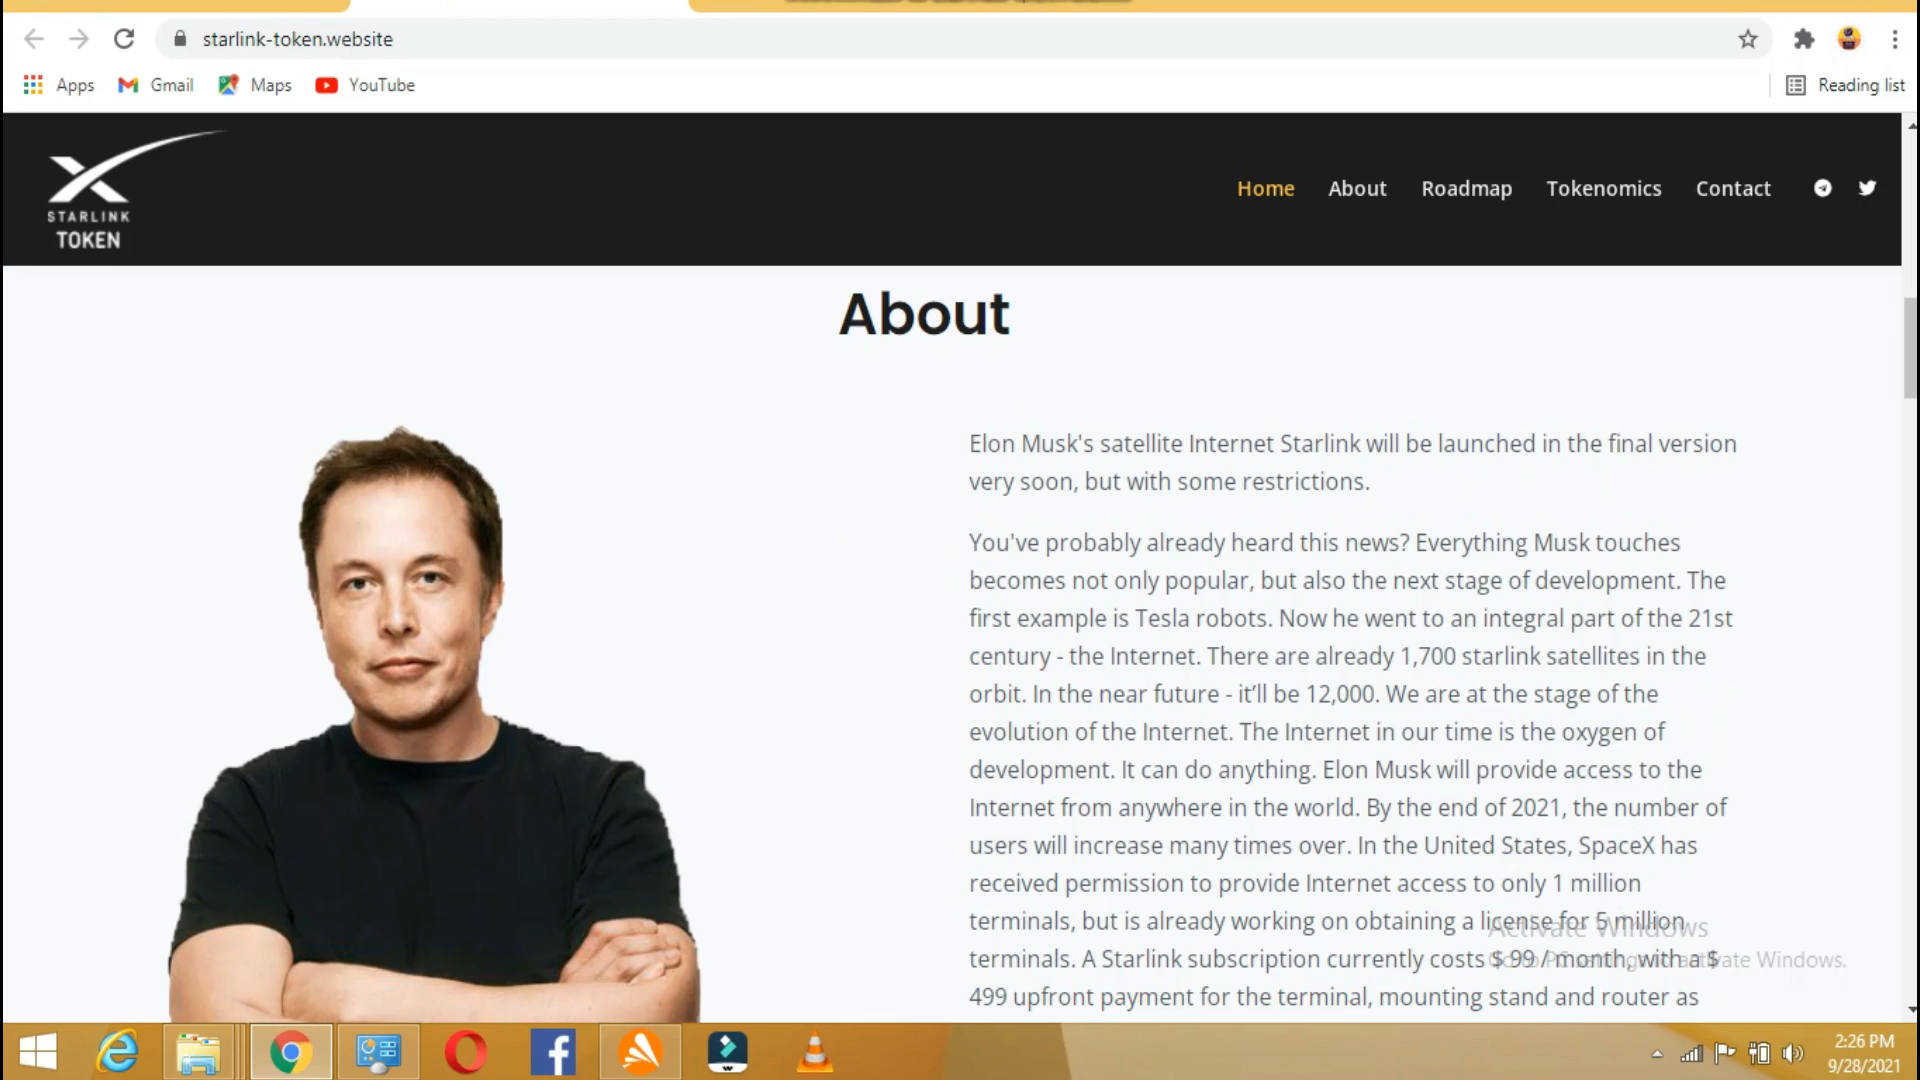 starlink-token.website
Apps Gmail Maps YouTube Reading list
STARLINK
TOKEN
Home About Roadmap Tokenomics Contact
About
Elon Musk's satellite Internet Starlink will be launched in the final version
very soon, but with some restrictions.
You've probably already heard this news? Everything Musk touches
becomes not only popular, but also the next stage of development. The
first example is Tesla robots. Now he went to an integral part of the 21st
century - the Internet. There are already 1,700 starlink satellites in the
orbit. In the near future - it’ll be 12,000. We are at the stage of the
evolution of the Internet. The Internet in our time is the oxygen of
development. It can do anything. Elon Musk will provide access to the
Internet from anywhere in the world. By the end of 2021, the number of
users will increase many times over. In the United States, SpaceX has
received permission to provide Internet access to only 1 million
terminals, but is already working on obtaining a license for 5 million
Activate Windows
terminals. A Starlink subscription currently costs $ 99 / month, with a $
Go to PC settings to activate Windows.
499 upfront payment for the terminal, mounting stand and router as
2:26 PM
9/28/2021